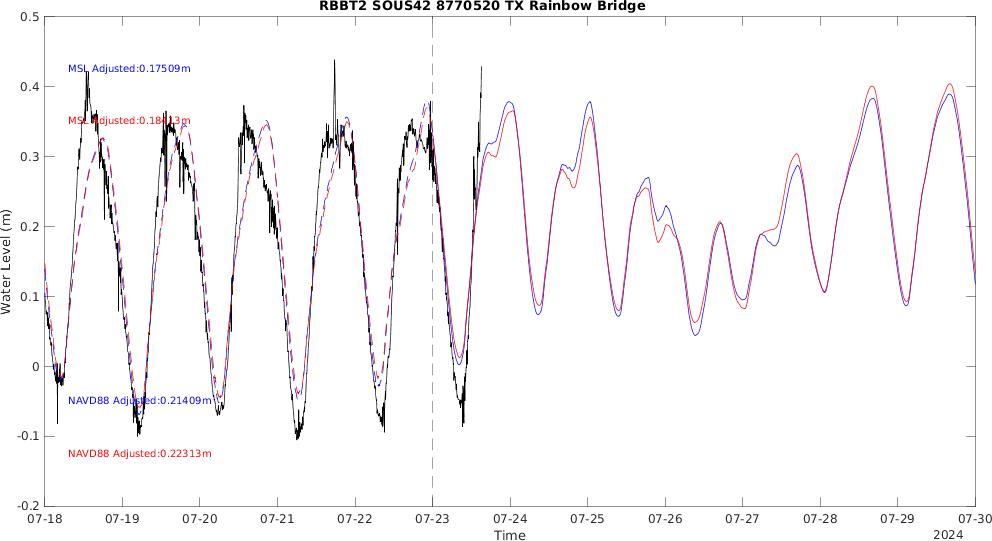 RBBT2 SOUS42 8770520 TX Rainbow Bridge
0.5
0.4
0.3
0.2
0.1
0
-0.1
-0.2
Water Level (m)
MSL Adjusted:0.17509m
MSL Adjusted:0.18413m
NAVD88 Adjusted:0.21409m
NAVD88 Adjusted:0.22313m
07-18 07-19 07-20 07-21 07-22 07-23 07-24 07-25 07-26 07-27 07-28 07-29 07-30
Time
2024